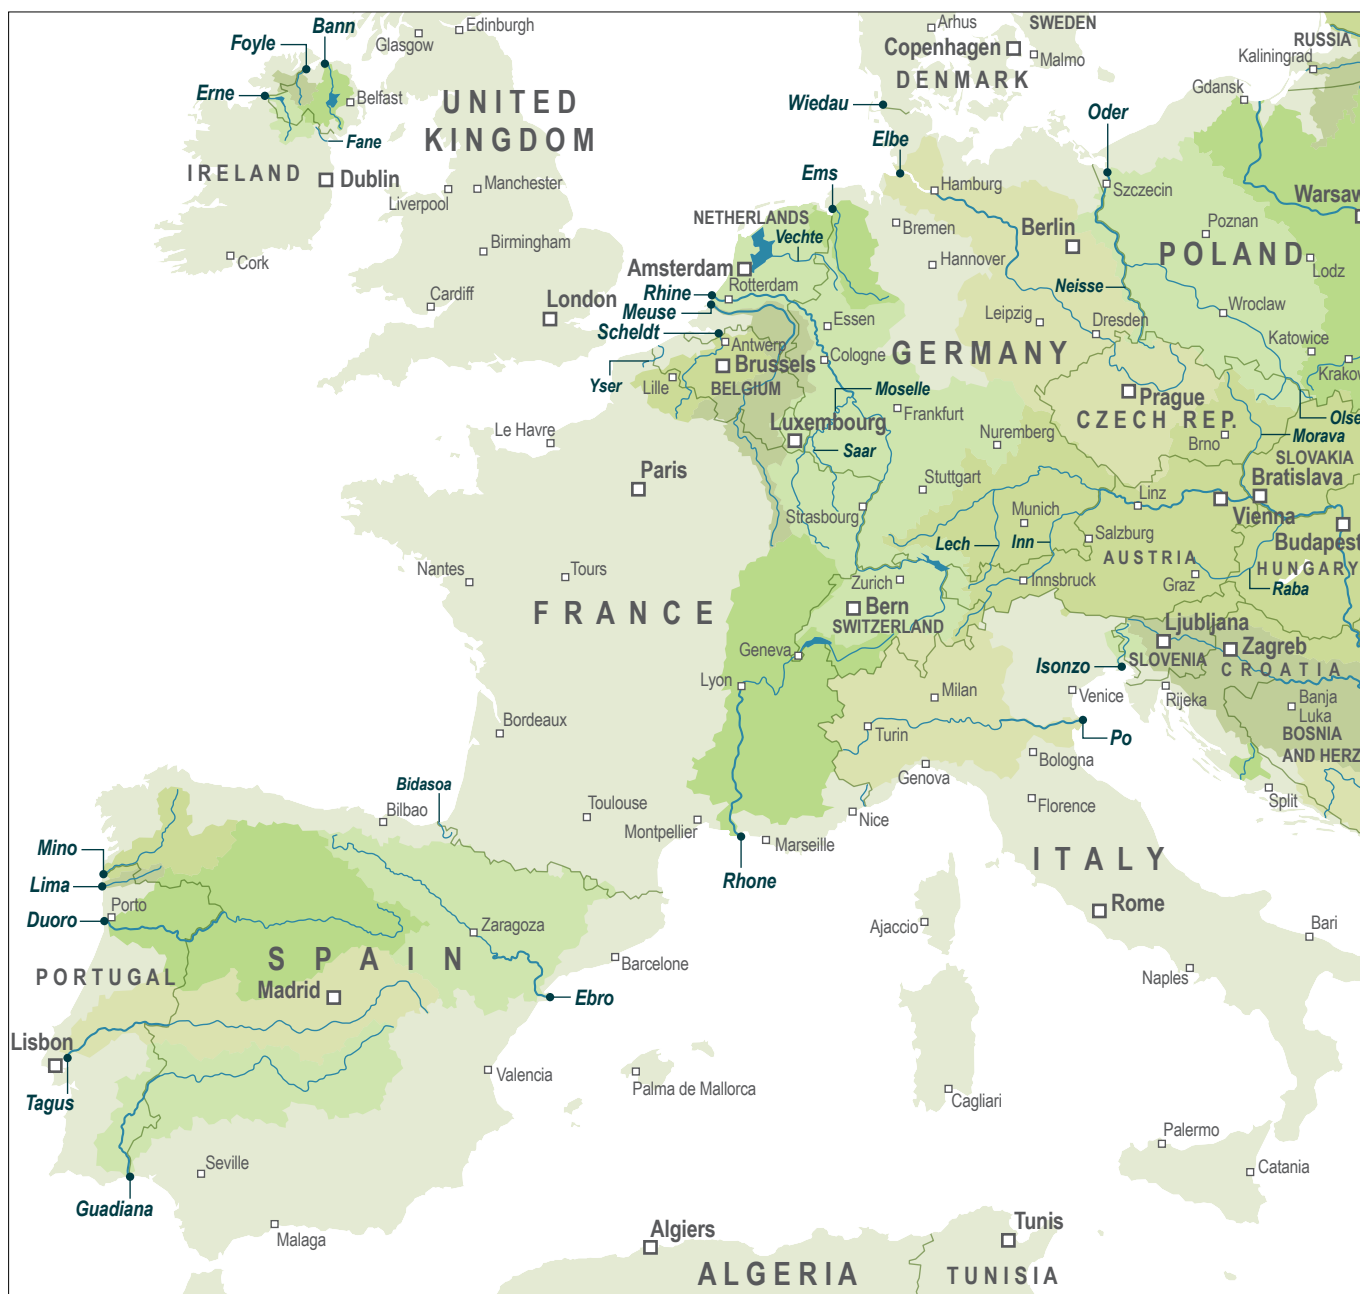 Bann
Edinburgh
Arhus
SWEDEN
Foyle
Glasgow
Copenhagen
Malmo
RUSSIA
Kaliningrad
DENMARK
Gdansk
Erne
Belfast
UNITED
KINGDOM
Wiedau
Oder
Fane
Elbe
IRELAND
Dublin
Manchester
Liverpool
Ems
Hamburg
Szczecin
Warsaw
NETHERLANDS
Vechte
Bremen
Berlin
Poznan
Birmingham
Cork
Amsterdam
Hannover
POLAND
Lodz
Rhine
Rotterdam
Neisse
Cardiff
London
Meuse
Essen
Leipzig
Dresden
Wroclaw
Scheldt
Antwerp
Cologne
GERMANY
Katowice
Brussels
Krakow
Yser
Lille
BELGIUM
Moselle
Prague
Luxembourg
Frankfurt
CZECH REP.
Olse
Le Havre
Saar
Nuremberg
Brno
Morava
SLOVAKIA
Paris
Stuttgart
Bratislava
Linz
Strasbourg
Munich
Vienna
Lech
Inn
Salzburg
Budapest
AUSTRIA
HUNGARY
Nantes
Tours
Zurich
Innsbruck
Graz
Raba
FRANCE
Bern
SWITZERLAND
Ljubljana
Geneva
Zagreb
Isonzo
SLOVENIA
CROATIA
Lyon
Milan
Venice
Rijeka
Banja
Luka
Bordeaux
Turin
Po
BOSNIA
AND HERZ
Bologna
Genova
Bidasoa
Bilbao
Toulouse
Montpellier
Nice
Florence
Split
Marseille
Mino
ITALY
Lima
Rhone
Porto
Rome
Duoro
Zaragoza
Ajaccio
Bari
SPAIN
Barcelone
PORTUGAL
Naples
Madrid
Ebro
Lisbon
Valencia
Palma de Mallorca
Tagus
Cagliari
Palermo
Seville
Catania
Guadiana
Malaga
Algiers
Tunis
ALGERIA
TUNISIA